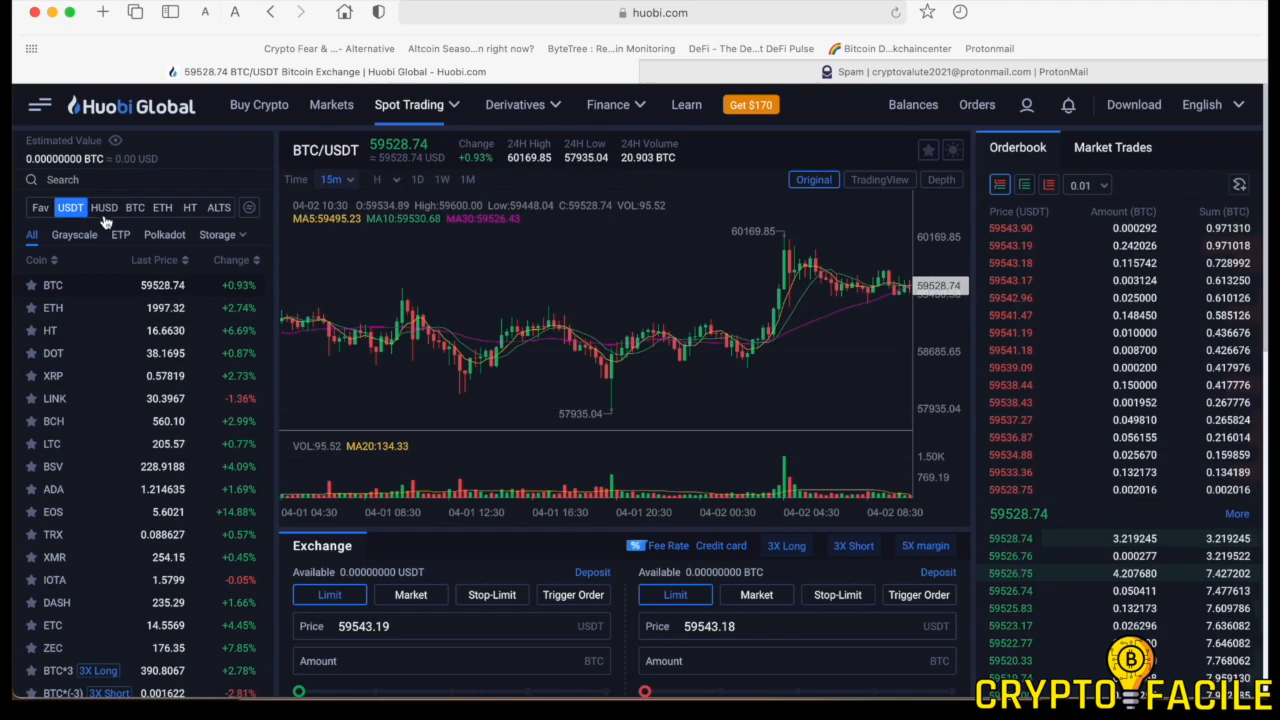 A A huobi.com
Crypto Fear & ...- Alternative Altcoin Seaso...n right now? ByteTree : Re...in Monitoring DeFi - The De...t DeFi Pulse Bitcoin D...kchaincenter Protonmail
59528.74 BTC/USDT Bitcoin Exchange | Huobi Global - Huobi.com Spam | cryptovalute2021@protonmail.com | ProtonMail
Huobi Global Buy Crypto Markets Spot Trading Derivatives Finance Learn Get $170 Balances Orders Download English
Estimated Value
0.00000000 BTC ≈ 0.00 USD
Search
Fav USDT HUSD BTC ETH HT ALTS
All Grayscale ETP Polkadot Storage
Coin Last Price Change
BTC 59528.74 +0.93%
ETH 1997.32 +2.74%
HT 16.6630 +6.69%
DOT 38.1695 +0.87%
XRP 0.57819 +2.73%
LINK 30.3967 -1.36%
BCH 560.10 +2.99%
LTC 205.57 +0.77%
BSV 228.9188 +4.09%
ADA 1.214635 +1.69%
EOS 5.6021 +14.88%
TRX 0.088627 +0.57%
XMR 254.15 +0.45%
IOTA 1.5799 -0.05%
DASH 235.29 +1.66%
ETC 14.5569 +4.45%
ZEC 176.35 +7.85%
BTC*3 3X Long 390.8067 +2.78%
BTC*(-3) 3X Short 0.001622 -2.81%
BTC/USDT 59528.74 Change 24H High 24H Low 24H Volume
≈ 59528.74 USD +0.93% 60169.85 57935.04 20.903 BTC
Time 15m H 1D 1W 1M Original TradingView Depth
04-02 10:30 O:59534.89 High:59600.00 Low:59448.04 C:59528.74 VOL:95.52
MA5:59495.23 MA10:59530.68 MA30:59526.43
60169.85
60169.85
59528.74
58685.65
57935.04
57935.04
VOL:95.52 MA20:134.33
1.50K
769.19
04-01 04:30 04-01 08:30 04-01 12:30 04-01 16:30 04-01 20:30 04-02 00:30 04-02 04:30 04-02 08:30
Exchange % Fee Rate Credit card 3X Long 3X Short 5X margin
Available 0.00000000 USDT Deposit
Limit Market Stop-Limit Trigger Order
Price 59543.19 USDT
Amount BTC
Available 0.00000000 BTC Deposit
Limit Market Stop-Limit Trigger Order
Price 59543.18 USDT
Amount BTC
Orderbook Market Trades
0.01
Price (USDT) Amount (BTC) Sum (BTC)
59543.90 0.000292 0.971310
59543.19 0.242026 0.971018
59543.18 0.115742 0.728992
59543.17 0.003124 0.613250
59542.96 0.025000 0.610126
59541.47 0.148450 0.585126
59541.19 0.010000 0.436676
59541.18 0.008700 0.426676
59539.09 0.000200 0.417976
59538.44 0.150000 0.417776
59538.43 0.001952 0.267776
59537.27 0.049810 0.265824
59536.87 0.056155 0.216014
59534.88 0.025670 0.159859
59533.36 0.132173 0.134189
59528.75 0.002016 0.002016
59528.74 More
59528.74 3.219245 3.219245
59526.76 0.000277 3.219522
59526.75 4.207680 7.427202
59526.74 0.050411 7.477613
59525.83 0.132173 7.609786
59523.17 0.026296 7.636082
59522.77 7.646082
59520.33 7.768062
CRYPTO FACILE